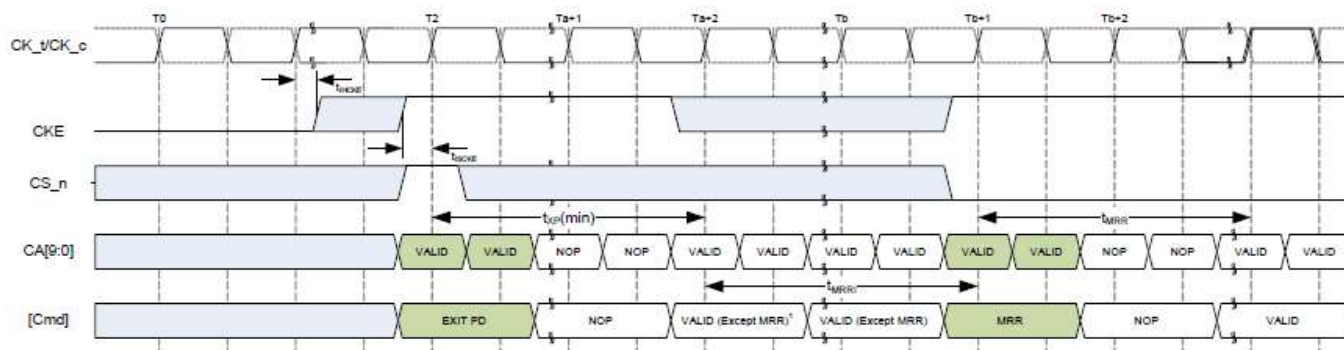 T0 T2 Ta+1 Ta+2 Tb Tb+1 Tb+2
CK_t/CK_c
tIHCKE
CKE
tISCKE
CS_n
tXP(min) tMRR
CA[9:0] VALID VALID NOP NOP VALID VALID VALID VALID VALID VALID NOP NOP VALID VALID
tMRRI
[Cmd] EXIT PD NOP VALID (Except MRR)1 VALID (Except MRR) MRR NOP VALID